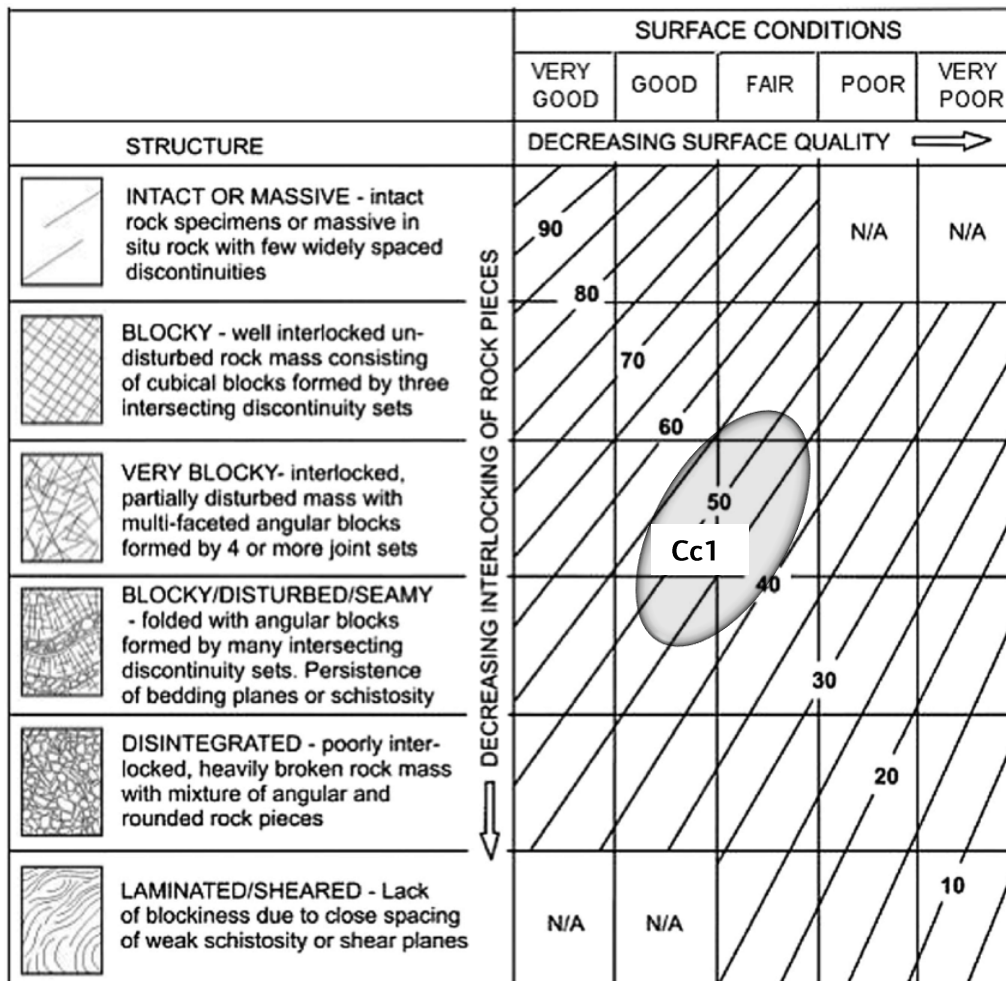 SURFACE CONDITIONS
VERY GOOD
GOOD
FAIR
POOR
VERY POOR
STRUCTURE
DECREASING SURFACE QUALITY
DECREASING INTERLOCKING OF ROCK PIECES
INTACT OR MASSIVE - intact
rock specimens or massive in
situ rock with few widely spaced
discontinuities
90
N/A
N/A
80
BLOCKY - well interlocked un-
disturbed rock mass consisting
of cubical blocks formed by three
intersecting discontinuity sets
70
60
VERY BLOCKY- interlocked,
partially disturbed mass with
multi-faceted angular blocks
formed by 4 or more joint sets
50
Cc1
40
BLOCKY/DISTURBED/SEAMY
- folded with angular blocks
formed by many intersecting
discontinuity sets. Persistence
of bedding planes or schistosity
30
DISINTEGRATED - poorly inter-
locked, heavily broken rock mass
with mixture of angular and
rounded rock pieces
20
LAMINATED/SHEARED - Lack
of blockiness due to close spacing
of weak schistosity or shear planes
N/A
N/A
10